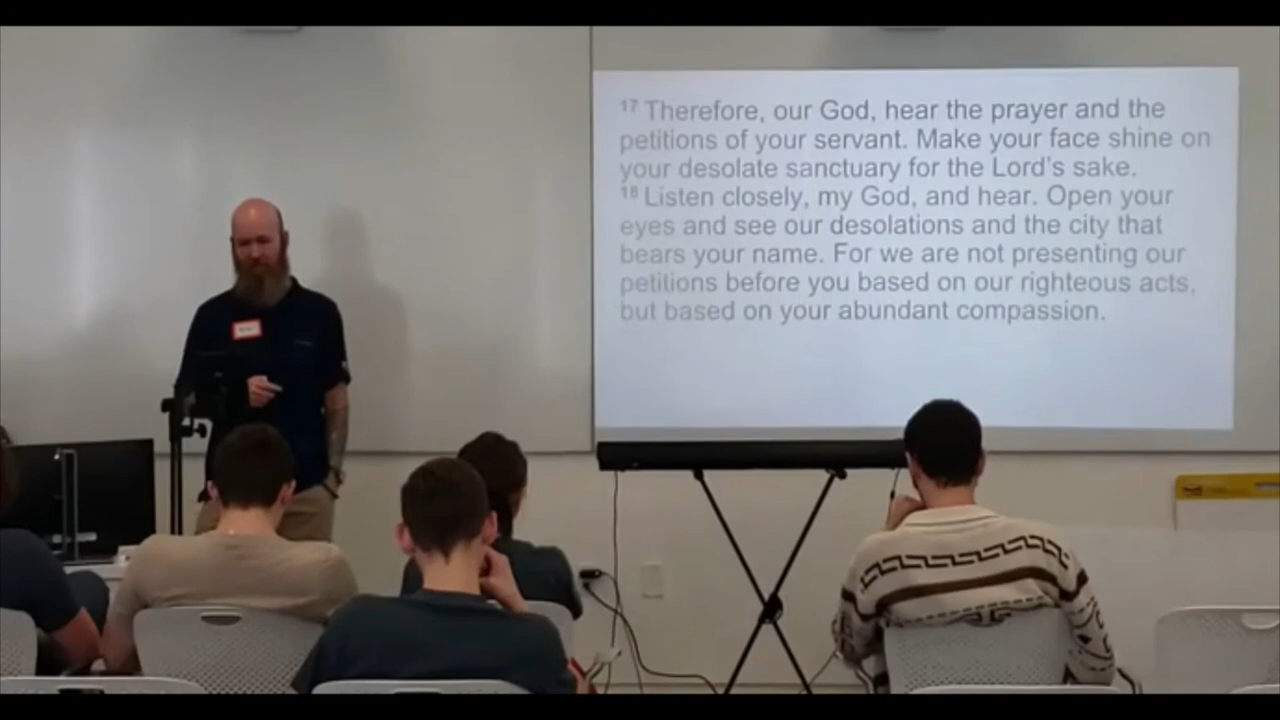 17 Therefore, our God, hear the prayer and the
petitions of your servant. Make your face shine on
your desolate sanctuary for the Lord's sake.
18 Listen closely, my God, and hear. Open your
eyes and see our desolations and the city that
bears your name. For we are not presenting our
petitions before you based on our righteous acts,
but based on your abundant compassion.